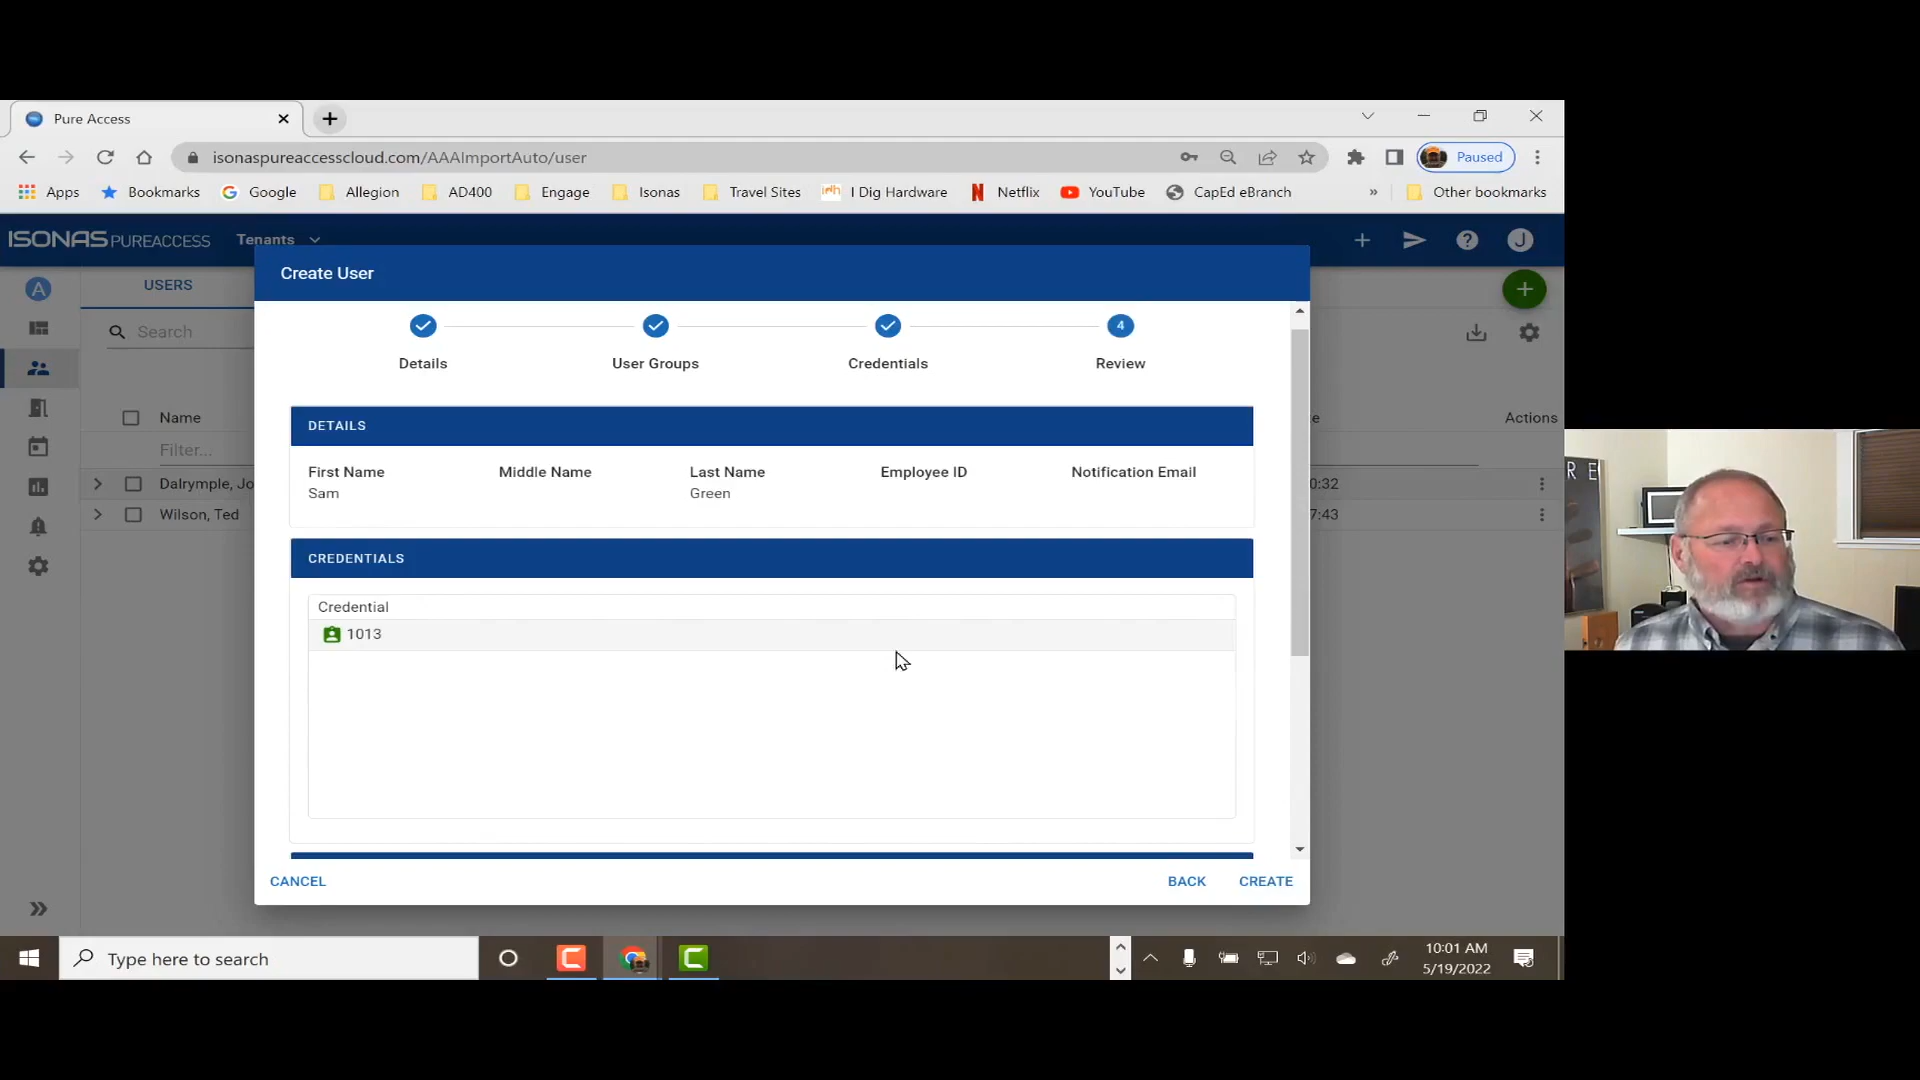 Pure Access
isonaspureaccesscloud.com/AAAImportAuto/user
Paused
Apps
Bookmarks
Google
Allegion
AD400
Engage
Isonas
Travel Sites
I Dig Hardware
Netflix
YouTube
CapEd eBranch
»
Other bookmarks
ISONAS PUREACCESS
Tenants
J
A
USERS
Search
Name
Filter...
Dalrymple, Jo
Wilson, Ted
Actions
0:32
7:43
Create User
4
Details
User Groups
Credentials
Review
DETAILS
First Name
Middle Name
Last Name
Employee ID
Notification Email
Sam
Green
CREDENTIALS
Credential
1013
CANCEL
BACK
CREATE
R E
Type here to search
10:01 AM
5/19/2022